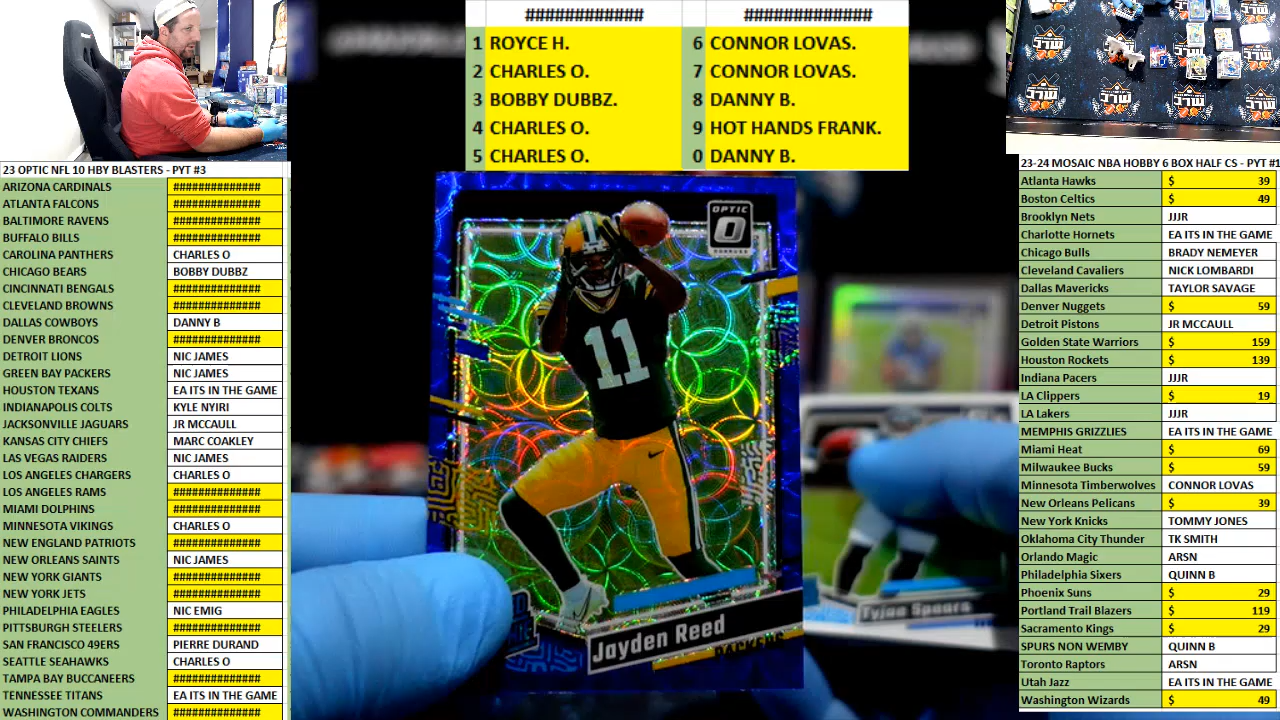 ############# #############
1 ROYCE H. 6 CONNOR LOVAS.
2 CHARLES O. 7 CONNOR LOVAS.
3 BOBBY DUBBZ. 8 DANNY B.
4 CHARLES O. 9 HOT HANDS FRANK.
5 CHARLES O. 0 DANNY B.
23 OPTIC NFL 10 HBY BLASTERS - PYT #3
ARIZONA CARDINALS ##############
ATLANTA FALCONS ##############
BALTIMORE RAVENS ##############
BUFFALO BILLS ##############
CAROLINA PANTHERS CHARLES O
CHICAGO BEARS BOBBY DUBBZ
CINCINNATI BENGALS ##############
CLEVELAND BROWNS ##############
DALLAS COWBOYS DANNY B
DENVER BRONCOS ##############
DETROIT LIONS NIC JAMES
GREEN BAY PACKERS NIC JAMES
HOUSTON TEXANS EA ITS IN THE GAME
INDIANAPOLIS COLTS KYLE NYIRI
JACKSONVILLE JAGUARS JR MCCAULL
KANSAS CITY CHIEFS MARC COAKLEY
LAS VEGAS RAIDERS NIC JAMES
LOS ANGELES CHARGERS CHARLES O
LOS ANGELES RAMS ##############
MIAMI DOLPHINS ##############
MINNESOTA VIKINGS CHARLES O
NEW ENGLAND PATRIOTS ##############
NEW ORLEANS SAINTS NIC JAMES
NEW YORK GIANTS ##############
NEW YORK JETS ##############
PHILADELPHIA EAGLES NIC EMIG
PITTSBURGH STEELERS ##############
SAN FRANCISCO 49ERS PIERRE DURAND
SEATTLE SEAHAWKS CHARLES O
TAMPA BAY BUCCANEERS ##############
TENNESSEE TITANS EA ITS IN THE GAME
WASHINGTON COMMANDERS ##############
OPTIC
O
DONRUSS
11
Jayden Reed
PACKERS
Tyjae Spears
23-24 MOSAIC NBA HOBBY 6 BOX HALF CS - PYT #1
Atlanta Hawks $ 39
Boston Celtics $ 49
Brooklyn Nets JJJR
Charlotte Hornets EA ITS IN THE GAME
Chicago Bulls BRADY NEMEYER
Cleveland Cavaliers NICK LOMBARDI
Dallas Mavericks TAYLOR SAVAGE
Denver Nuggets $ 59
Detroit Pistons JR MCCAULL
Golden State Warriors $ 159
Houston Rockets $ 139
Indiana Pacers JJJR
LA Clippers $ 19
LA Lakers JJJR
MEMPHIS GRIZZLIES EA ITS IN THE GAME
Miami Heat $ 69
Milwaukee Bucks $ 59
Minnesota Timberwolves CONNOR LOVAS
New Orleans Pelicans $ 39
New York Knicks TOMMY JONES
Oklahoma City Thunder TK SMITH
Orlando Magic ARSN
Philadelphia Sixers QUINN B
Phoenix Suns $ 29
Portland Trail Blazers $ 119
Sacramento Kings $ 29
SPURS NON WEMBY QUINN B
Toronto Raptors ARSN
Utah Jazz EA ITS IN THE GAME
Washington Wizards $ 49